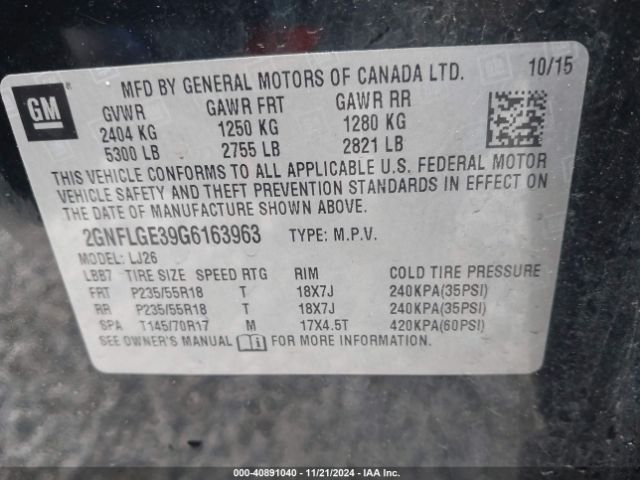 MFD BY GENERAL MOTORS OF CANADA LTD. 10/15
GM
GVWR GAWR FRT GAWR RR
2404 KG 1250 KG 1280 KG
5300 LB 2755 LB 2821 LB
THIS VEHICLE CONFORMS TO ALL APPLICABLE U.S. FEDERAL MOTOR
VEHICLE SAFETY AND THEFT PREVENTION STANDARDS IN EFFECT ON
THE DATE OF MANUFACTURE SHOWN ABOVE.
2GNFLGE39G6163963 TYPE: M.P.V.
MODEL: LJ26
LBB7 TIRE SIZE SPEED RTG RIM COLD TIRE PRESSURE
FRT P235/55R18 T 18X7J 240KPA(35PSI)
RR P235/55R18 T 18X7J 240KPA(35PSI)
SPA T145/70R17 M 17X4.5T 420KPA(60PSI)
SEE OWNER'S MANUAL FOR MORE INFORMATION.
000-40891040 - 11/21/2024 - IAA Inc.